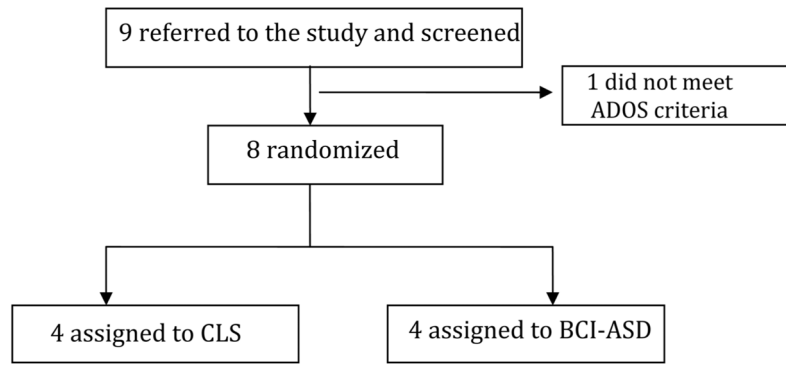 9 referred to the study and screened
1 did not meet
ADOS criteria
8 randomized
4 assigned to CLS
4 assigned to BCI-ASD